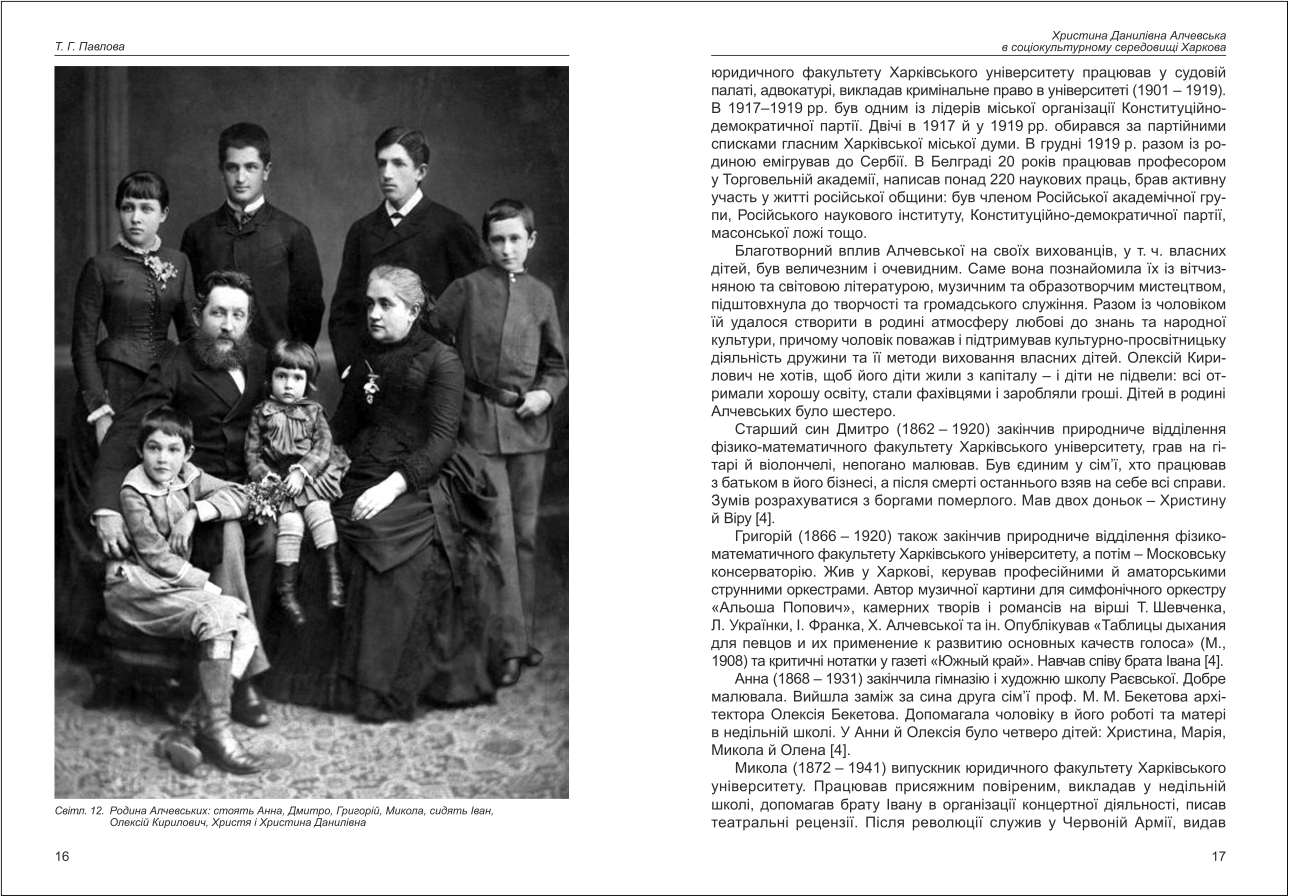 Т. Г. Павлова
Світл. 12. Родина Алчевських: стоять Анна, Дмитро, Григорій, Микола, сидять Іван,
Олексій Кирилович, Христя і Христина Данилівна
16
Христина Данилівна Алчевська
в соціокультурному середовищі Харкова
юридичного факультету Харківського університету працював у судовій
палаті, адвокатурі, викладав кримінальне право в університеті (1901 – 1919).
В 1917–1919 рр. був одним із лідерів міської організації Конституційно-
демократичної партії. Двічі в 1917 й у 1919 рр. обирався за партійними
списками гласним Харківської міської думи. В грудні 1919 р. разом із ро-
диною емігрував до Сербії. В Белграді 20 років працював професором
у Торговельній академії, написав понад 220 наукових праць, брав активну
участь у житті російської общини: був членом Російської академічної гру-
пи, Російського наукового інституту, Конституційно-демократичної партії,
масонської ложі тощо.
Благотворний вплив Алчевської на своїх вихованців, у т. ч. власних
дітей, був величезним і очевидним. Саме вона познайомила їх із вітчиз-
няною та світовою літературою, музичним та образотворчим мистецтвом,
підштовхнула до творчості та громадського служіння. Разом із чоловіком
їй удалося створити в родині атмосферу любові до знань та народної
культури, причому чоловік поважав і підтримував культурно-просвітницьку
діяльність дружини та її методи виховання власних дітей. Олексій Кири-
лович не хотів, щоб його діти жили з капіталу – і діти не підвели: всі от-
римали хорошу освіту, стали фахівцями і заробляли гроші. Дітей в родині
Алчевських було шестеро.
Старший син Дмитро (1862 – 1920) закінчив природниче відділення
фізико-математичного факультету Харківського університету, грав на гі-
тарі й віолончелі, непогано малював. Був єдиним у сім’ї, хто працював
з батьком в його бізнесі, а після смерті останнього взяв на себе всі справи.
Зумів розрахуватися з боргами померлого. Мав двох доньок – Христину
й Віру [4].
Григорій (1866 – 1920) також закінчив природниче відділення фізико-
математичного факультету Харківського університету, а потім – Московську
консерваторію. Жив у Харкові, керував професійними й аматорськими
струнними оркестрами. Автор музичної картини для симфонічного оркестру
«Альоша Попович», камерних творів і романсів на вірші Т. Шевченка,
Л. Українки, І. Франка, Х. Алчевської та ін. Опублікував «Таблицы дыхания
для певцов и их применение к развитию основных качеств голоса» (М.,
1908) та критичні нотатки у газеті «Южный край». Навчав співу брата Івана [4].
Анна (1868 – 1931) закінчила гімназію і художню школу Раєвської. Добре
малювала. Вийшла заміж за сина друга сім’ї проф. М. М. Бекетова архі-
тектора Олексія Бекетова. Допомагала чоловіку в його роботі та матері
в недільній школі. У Анни й Олексія було четверо дітей: Христина, Марія,
Микола й Олена [4].
Микола (1872 – 1941) випускник юридичного факультету Харківського
університету. Працював присяжним повіреним, викладав у недільній
школі, допомагав брату Івану в організації концертної діяльності, писав
театральні рецензії. Після революції служив у Червоній Армії, видав
17